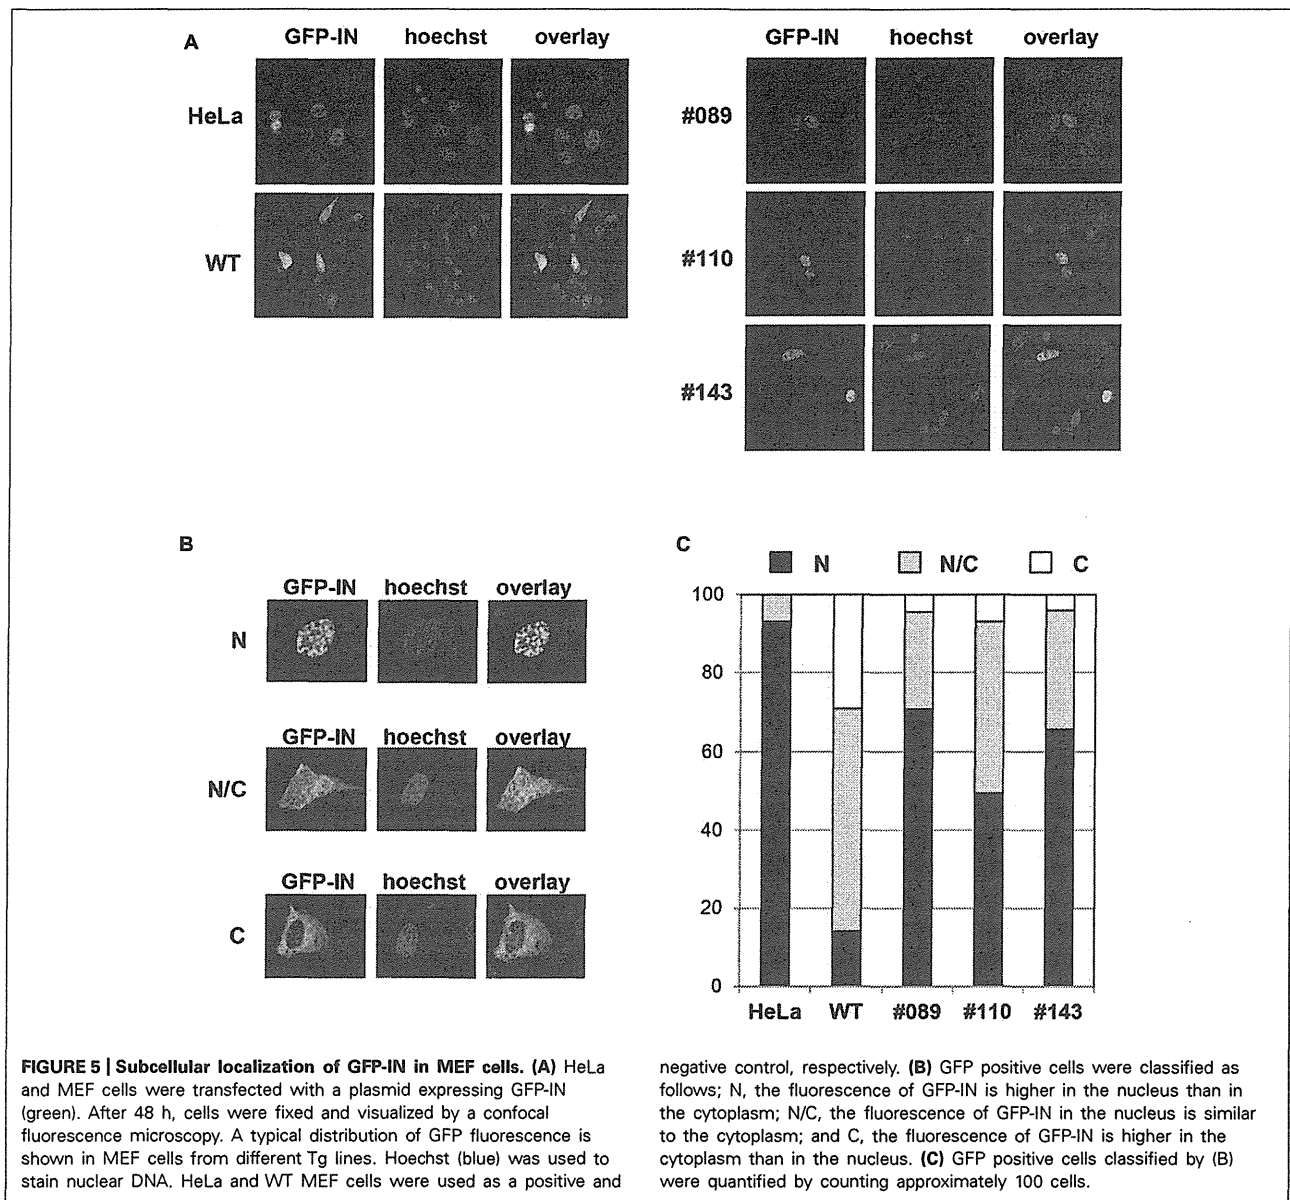 A
GFP-IN hoechst overlay
HeLa
WT
GFP-IN hoechst overlay
#089
#110
#143
B
GFP-IN hoechst overlay
N
GFP-IN hoechst overlay
N/C
GFP-IN hoechst overlay
C
C
N N/C C
100
80
60
40
20
0
HeLa WT #089 #110 #143
FIGURE 5 | Subcellular localization of GFP-IN in MEF cells. (A) HeLa
and MEF cells were transfected with a plasmid expressing GFP-IN
(green). After 48 h, cells were fixed and visualized by a confocal
fluorescence microscopy. A typical distribution of GFP fluorescence is
shown in MEF cells from different Tg lines. Hoechst (blue) was used to
stain nuclear DNA. HeLa and WT MEF cells were used as a positive and
negative control, respectively. (B) GFP positive cells were classified as
follows; N, the fluorescence of GFP-IN is higher in the nucleus than in
the cytoplasm; N/C, the fluorescence of GFP-IN in the nucleus is similar
to the cytoplasm; and C, the fluorescence of GFP-IN is higher in the
cytoplasm than in the nucleus. (C) GFP positive cells classified by (B)
were quantified by counting approximately 100 cells.